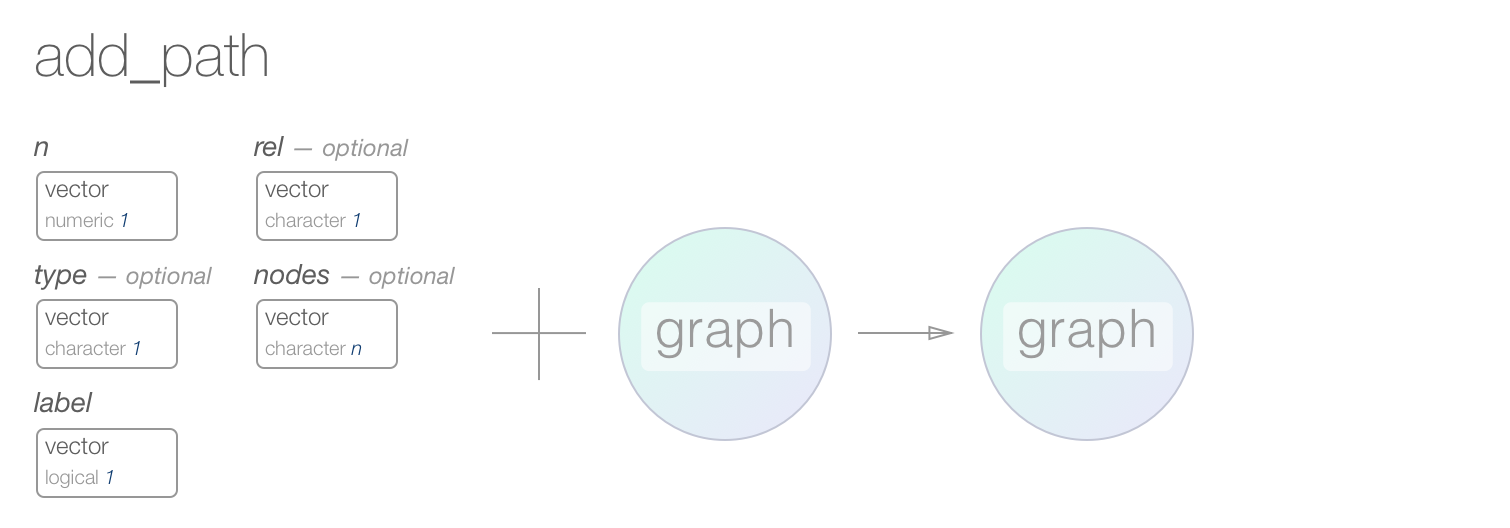 add_path
n
rel — optional
vector
numeric 1
vector
character 1
type — optional
nodes — optional
vector
character 1
vector
character n
label
vector
logical 1
graph
graph